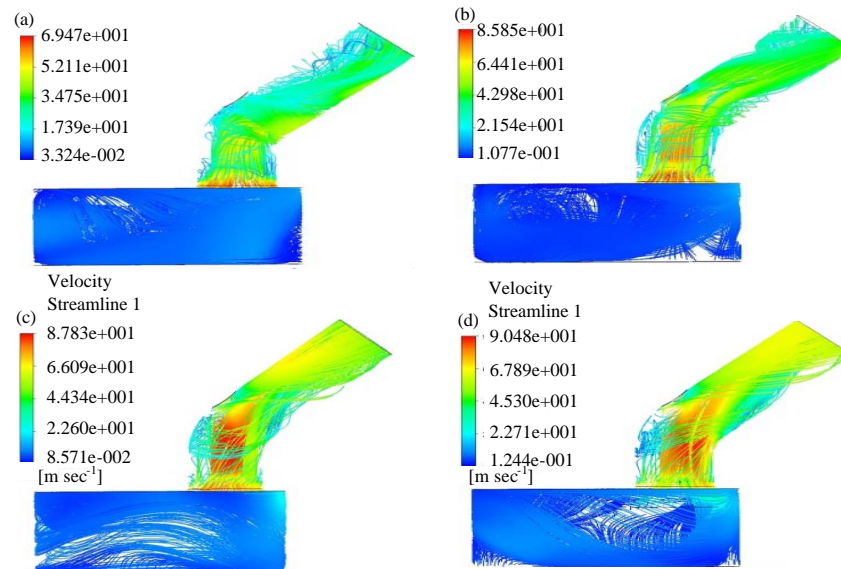 (a)
6.947e+001
5.211e+001
3.475e+001
1.739e+001
3.324e-002
(b)
8.585e+001
6.441e+001
4.298e+001
2.154e+001
1.077e-001
Velocity
Streamline 1
(c)
8.783e+001
6.609e+001
4.434e+001
2.260e+001
8.571e-002
[m sec⁻¹]
Velocity
Streamline 1
(d)
9.048e+001
6.789e+001
4.530e+001
2.271e+001
1.244e-001
[m sec⁻¹]